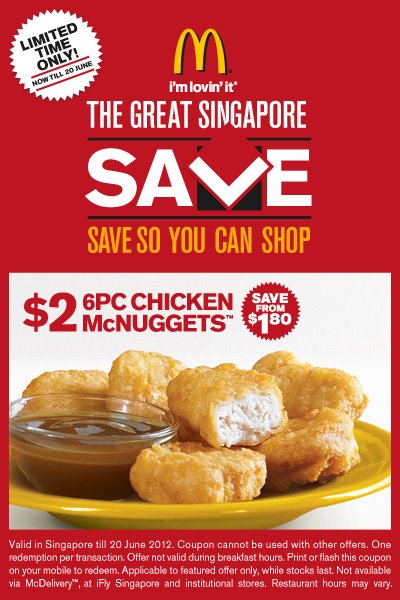 LIMITED
TIME
ONLY!
NOW TILL 20 JUNE
i'm lovin' it®
THE GREAT SINGAPORE
SAVE
SAVE SO YOU CAN SHOP
$2 6PC CHICKEN
McNUGGETS™
SAVE
FROM
$1.80
Valid in Singapore till 20 June 2012. Coupon cannot be used with other offers. One
redemption per transaction. Offer not valid during breakfast hours. Print or flash this coupon
on your mobile to redeem. Applicable to featured offer only, while stocks last. Not available
via McDelivery™, at iFly Singapore and institutional stores. Restaurant hours may vary.